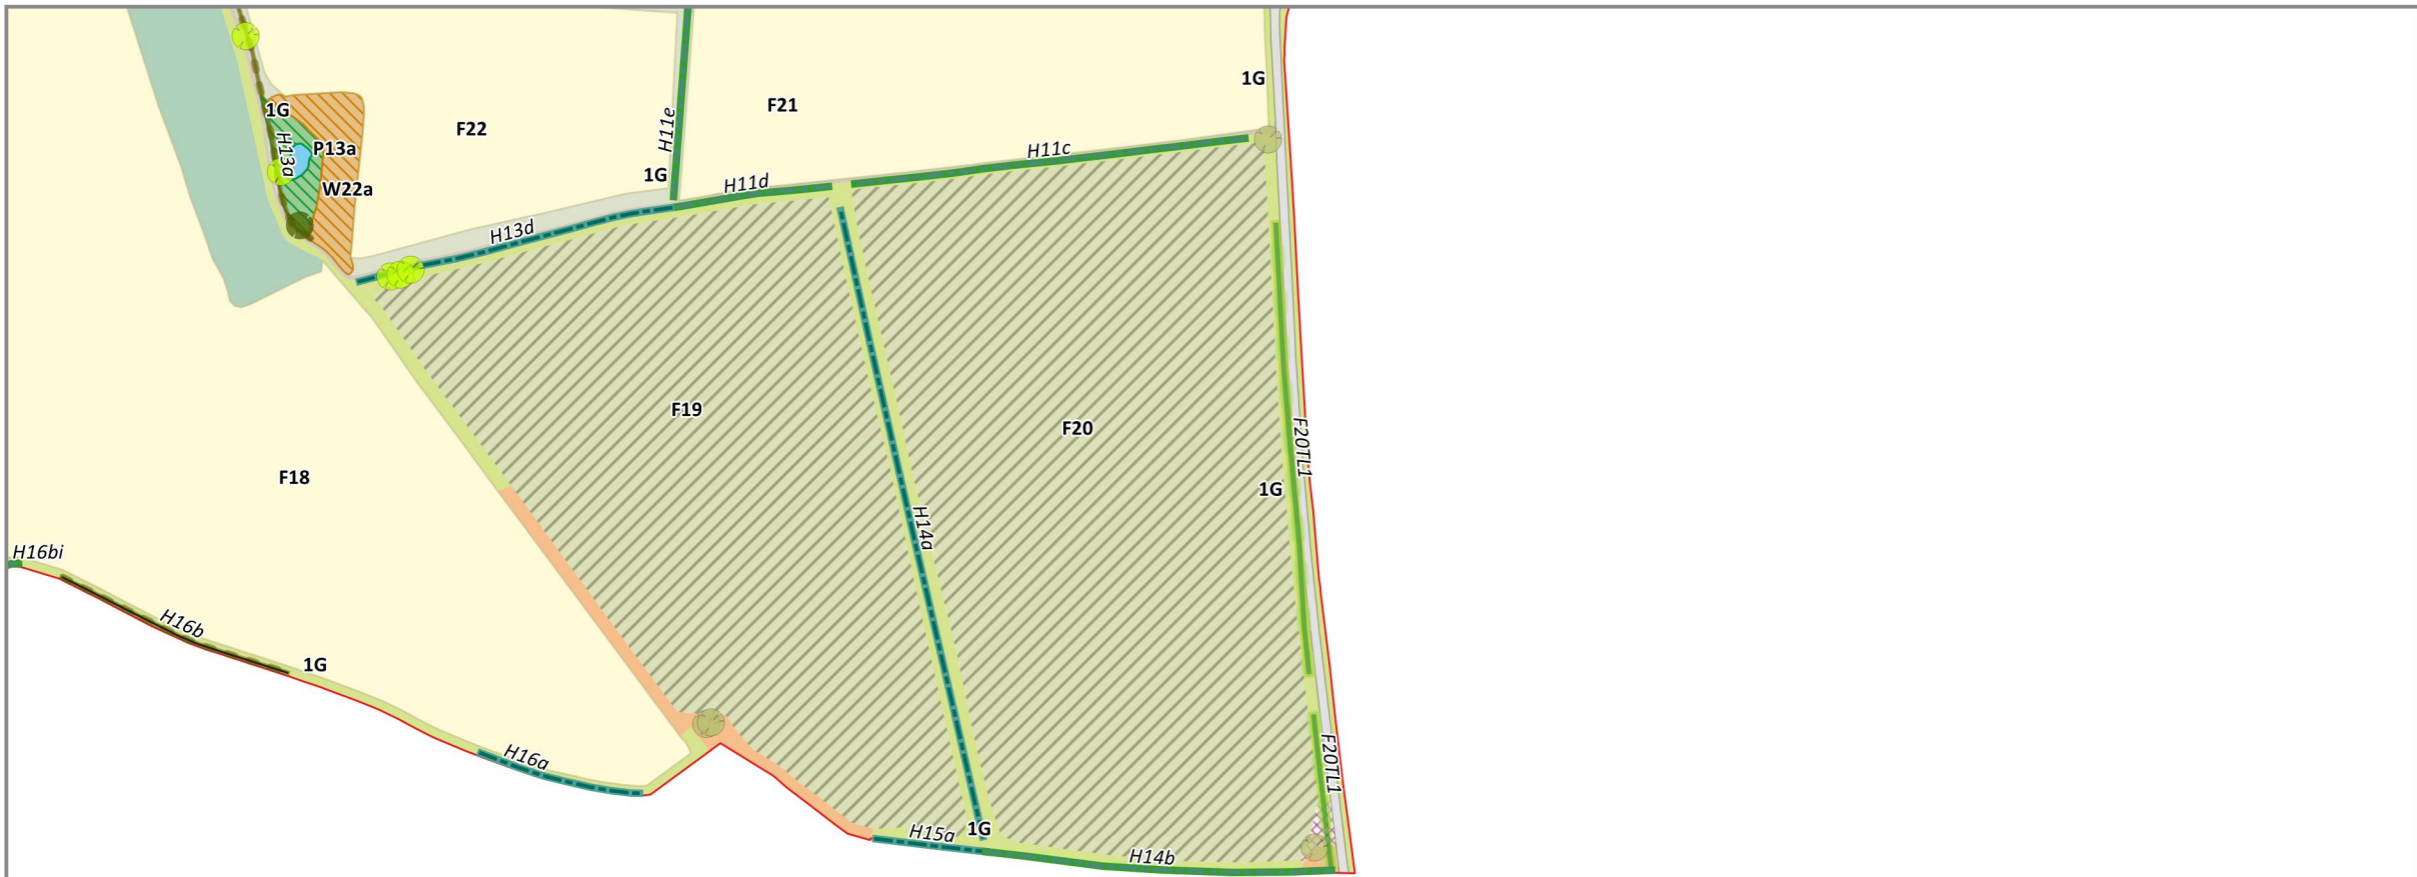 1G
1G
F21
H11e
F22
H13a
P13a
H11c
1G
H11d
W22a
H13d
F19
F20
F20TL1
F18
1G
H14a
H16bi
H16b
1G
H16a
F20TL1
H15a
1G
H14b